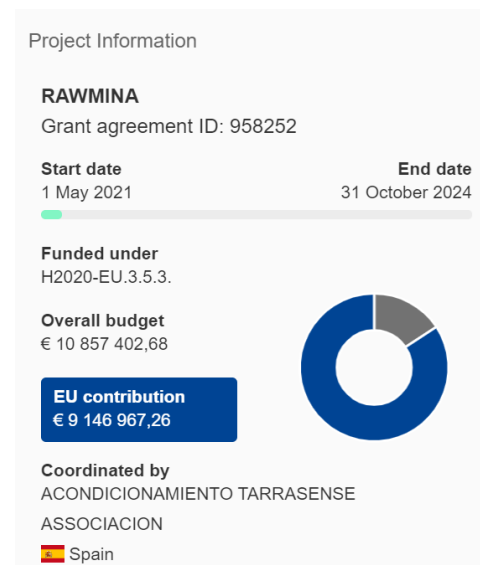 Project Information
RAWMINA
Grant agreement ID: 958252
Start date
End date
1 May 2021
31 October 2024
Funded under
H2020-EU.3.5.3.
Overall budget
€ 10 857 402,68
EU contribution
€ 9 146 967,26
Coordinated by
ACONDICIONAMIENTO TARRASENSE
ASSOCIACION
Spain